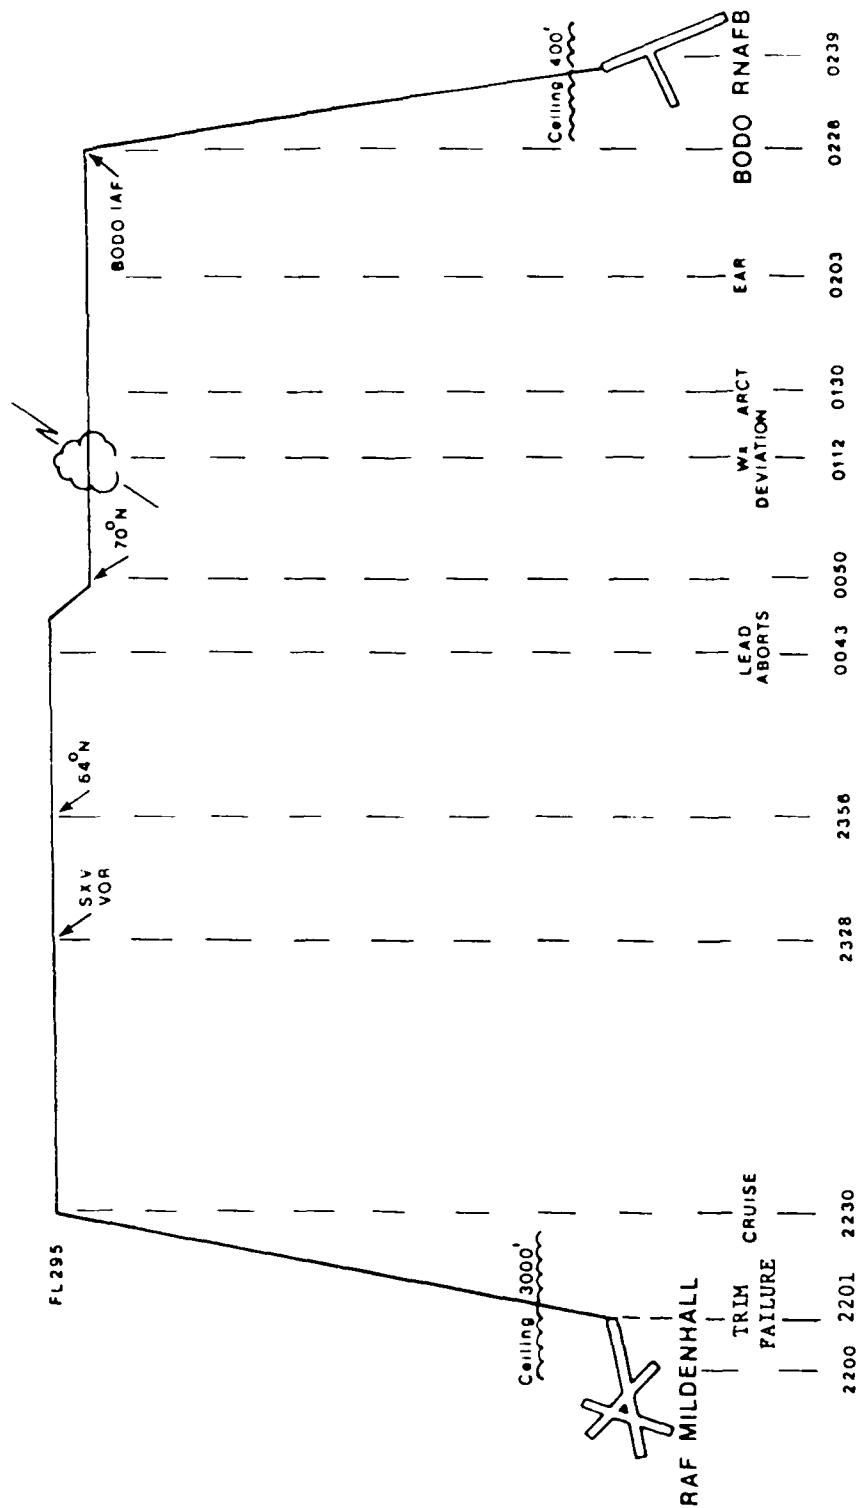 FL295
SXV
VOR
64°N
70°N
BODO IAF
Ceiling 3000'
Ceiling 400'
RAF MILDENHALL
TRIM
FAILURE
CRUISE
LEAD
ABORTS
Wx
DEVIATION
ARCT
EAR
BODO RNAFB
2200
2201
2230
2328
2356
0043
0050
0112
0130
0203
0228
0239